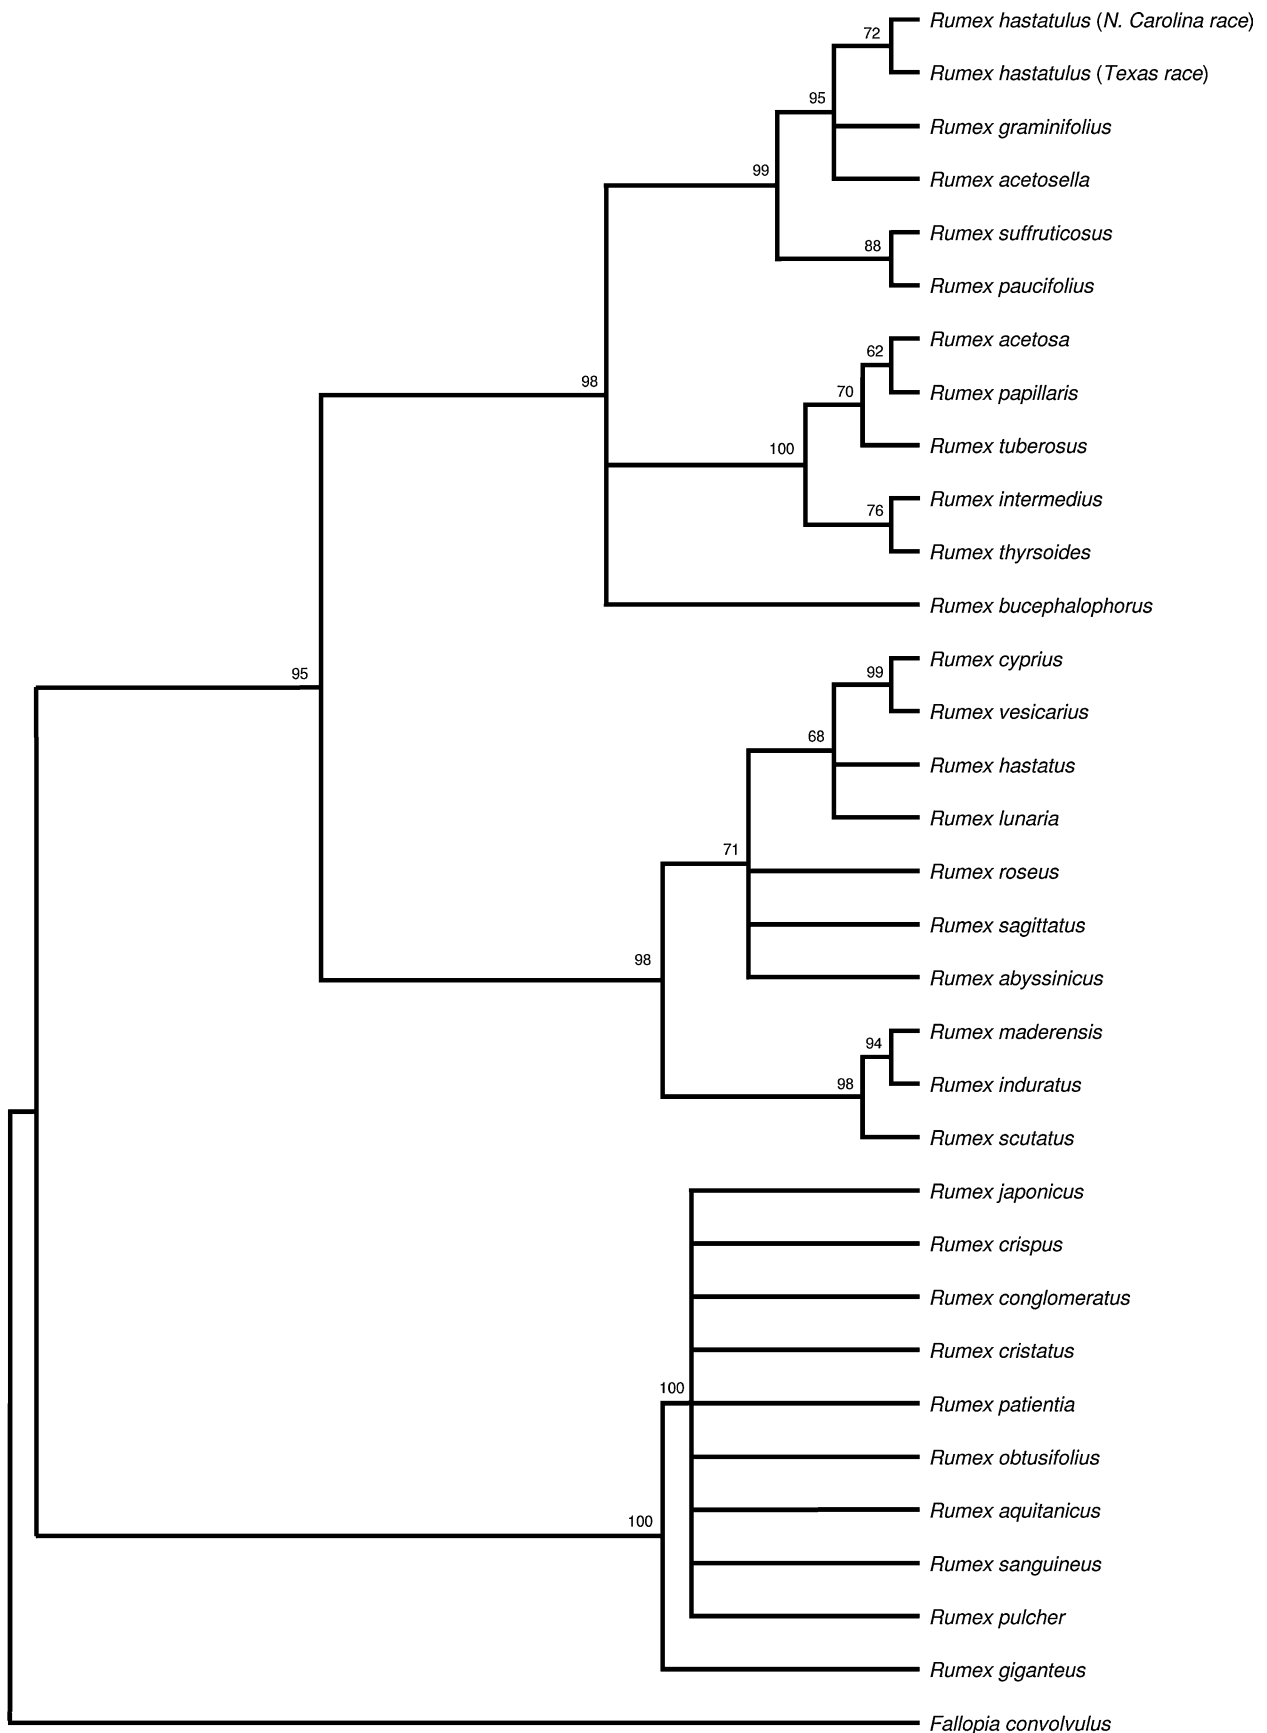 Rumex hastatulus (N. Carolina race)
72
Rumex hastatulus (Texas race)
95
Rumex graminifolius
99
Rumex acetosella
Rumex suffruticosus
88
Rumex paucifolius
Rumex acetosa
62
98
70
Rumex papillaris
100
Rumex tuberosus
Rumex intermedius
76
Rumex thyrsoides
Rumex bucephalophorus
Rumex cyprius
95
99
Rumex vesicarius
68
Rumex hastatus
Rumex lunaria
71
Rumex roseus
Rumex sagittatus
98
Rumex abyssinicus
Rumex maderensis
94
98
Rumex induratus
Rumex scutatus
Rumex japonicus
Rumex crispus
Rumex conglomeratus
Rumex cristatus
100
Rumex patientia
Rumex obtusifolius
Rumex aquitanicus
100
Rumex sanguineus
Rumex pulcher
Rumex giganteus
Fallopia convolvulus